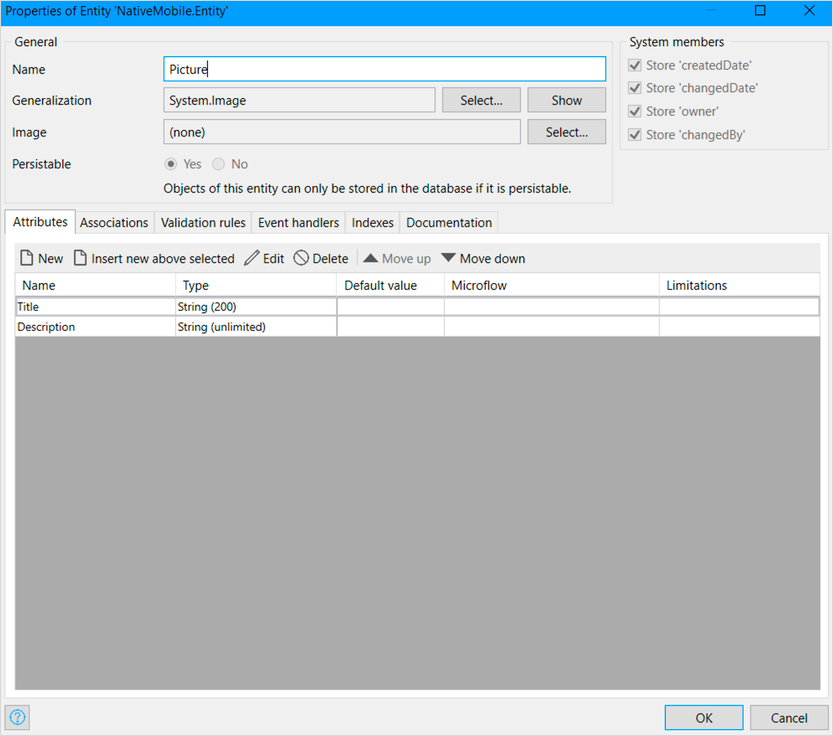 Properties of Entity 'NativeMobile.Entity'
General
Name Picture
Generalization System.Image Select... Show
Image (none) Select...
Persistable Yes No
Objects of this entity can only be stored in the database if it is persistable.
System members
Store 'createdDate'
Store 'changedDate'
Store 'owner'
Store 'changedBy'
Attributes Associations Validation rules Event handlers Indexes Documentation
New Insert new above selected Edit Delete Move up Move down
Name Type Default value Microflow Limitations
Title String (200)
Description String (unlimited)
? OK Cancel